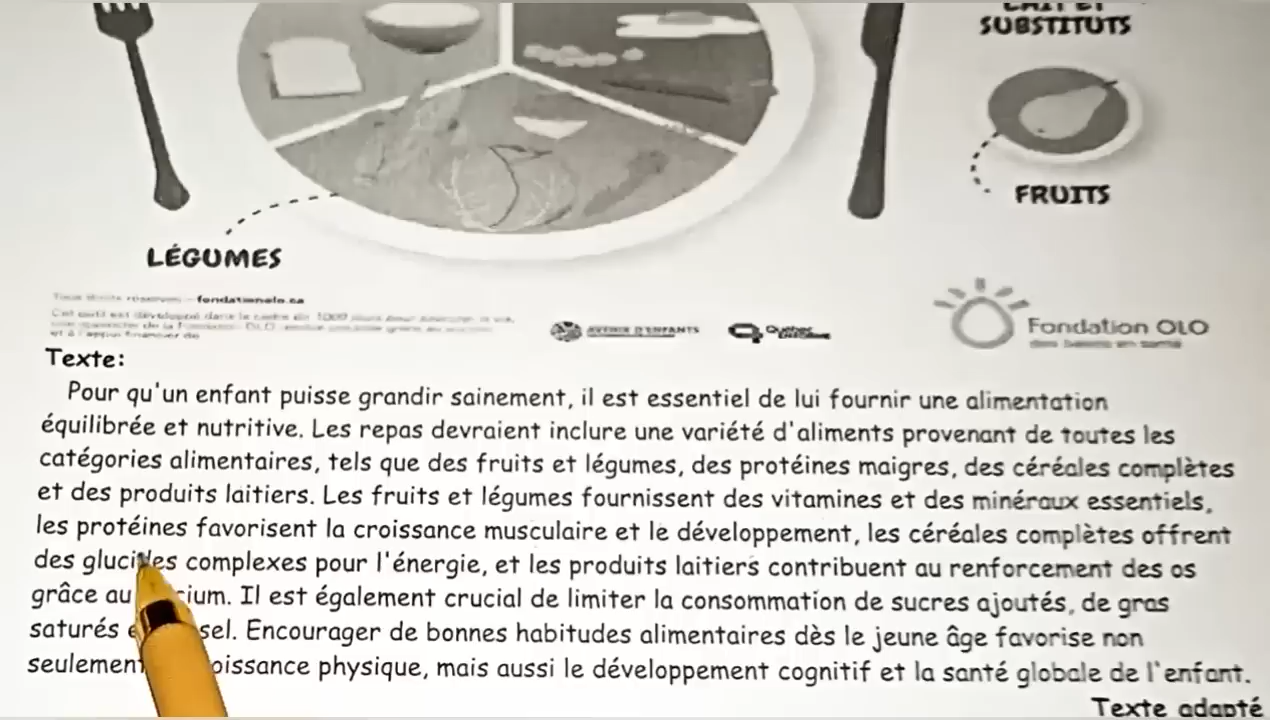 LAIT ET
SUBSTITUTS
FRUITS
LÉGUMES
fondationolo.ca
Fondation OLO
Texte:
Pour qu'un enfant puisse grandir sainement, il est essentiel de lui fournir une alimentation
équilibrée et nutritive. Les repas devraient inclure une variété d'aliments provenant de toutes les
catégories alimentaires, tels que des fruits et légumes, des protéines maigres, des céréales complètes
et des produits laitiers. Les fruits et légumes fournissent des vitamines et des minéraux essentiels,
les protéines favorisent la croissance musculaire et le développement, les céréales complètes offrent
des glucides complexes pour l'énergie, et les produits laitiers contribuent au renforcement des os
grâce au cium. Il est également crucial de limiter la consommation de sucres ajoutés, de gras
saturés sel. Encourager de bonnes habitudes alimentaires dès le jeune âge favorise non
seulement oissance physique, mais aussi le développement cognitif et la santé globale de l'enfant.
Texte adapté